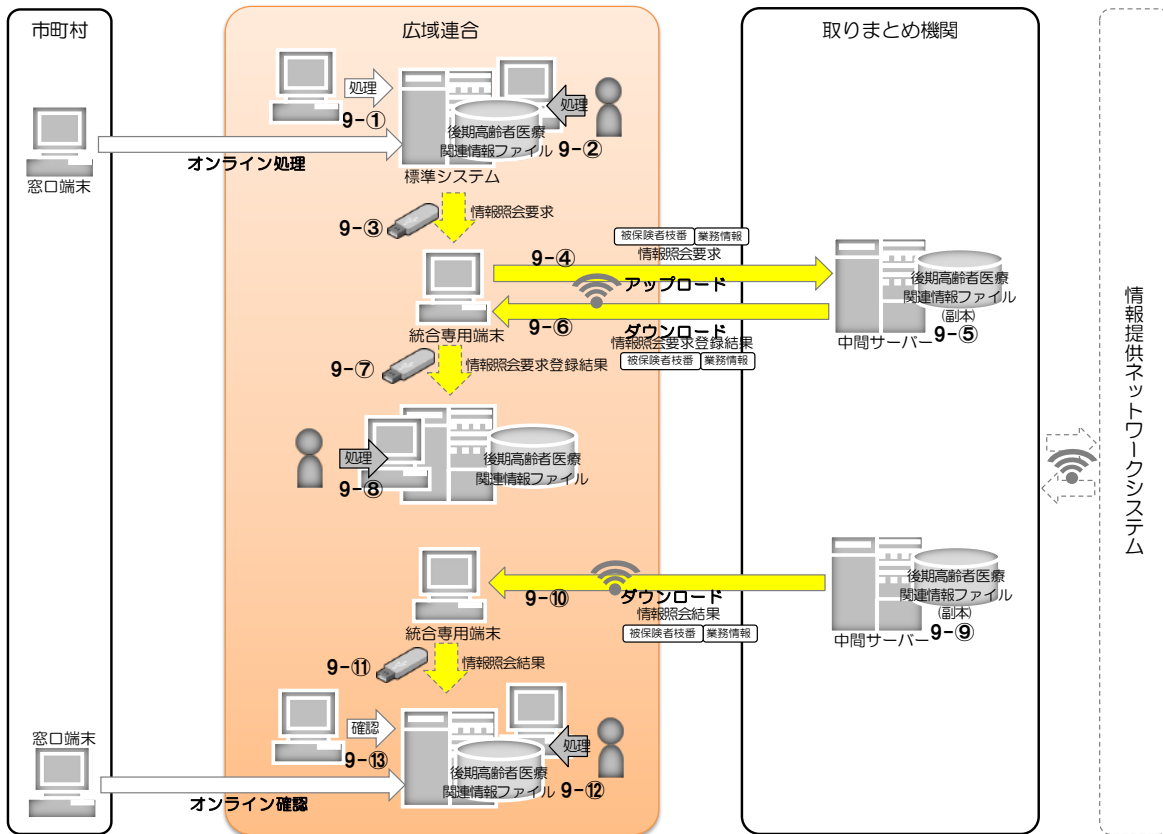 市町村
広域連合
取りまとめ機関
処理
9-①
処理
後期高齢者医療
関連情報ファイル
9-②
オンライン処理
窓口端末
標準システム
9-③
情報照会要求
被保険者枝番
業務情報
9-④
情報照会要求
アップロード
後期高齢者医療
関連情報ファイル
(副本)
9-⑤
9-⑥
ダウンロード
統合専用端末
情報照会要求登録結果
中間サーバー
被保険者枝番
業務情報
9-⑦
情報照会要求登録結果
処理
9-⑧
後期高齢者医療
関連情報ファイル
情報提供ネットワークシステム
9-⑩
ダウンロード
後期高齢者医療
関連情報ファイル
(副本)
9-⑨
情報照会結果
統合専用端末
被保険者枝番
業務情報
中間サーバー
9-⑪
情報照会結果
確認
9-⑬
処理
窓口端末
後期高齢者医療
関連情報ファイル
9-⑫
オンライン確認